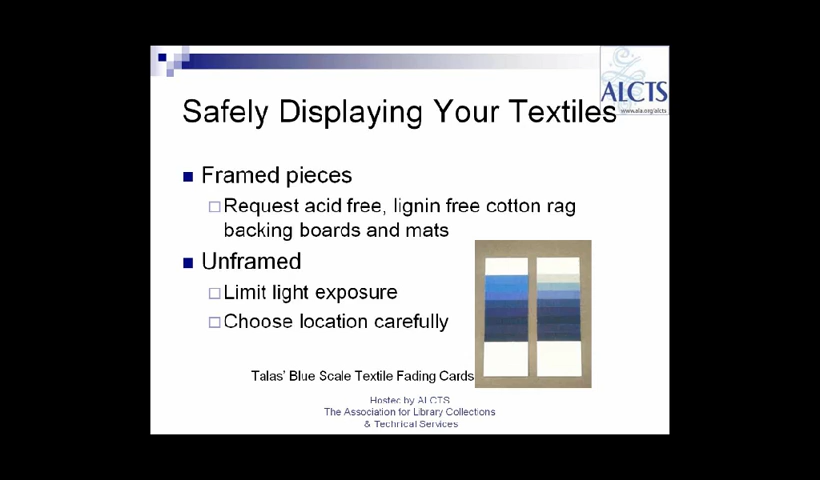 ALCTS
www.ala.org/alcts
Safely Displaying Your Textiles
Framed pieces
Request acid free, lignin free cotton rag
backing boards and mats
Unframed
Limit light exposure
Choose location carefully
Talas' Blue Scale Textile Fading Cards
Hosted by ALCTS
The Association for Library Collections
& Technical Services